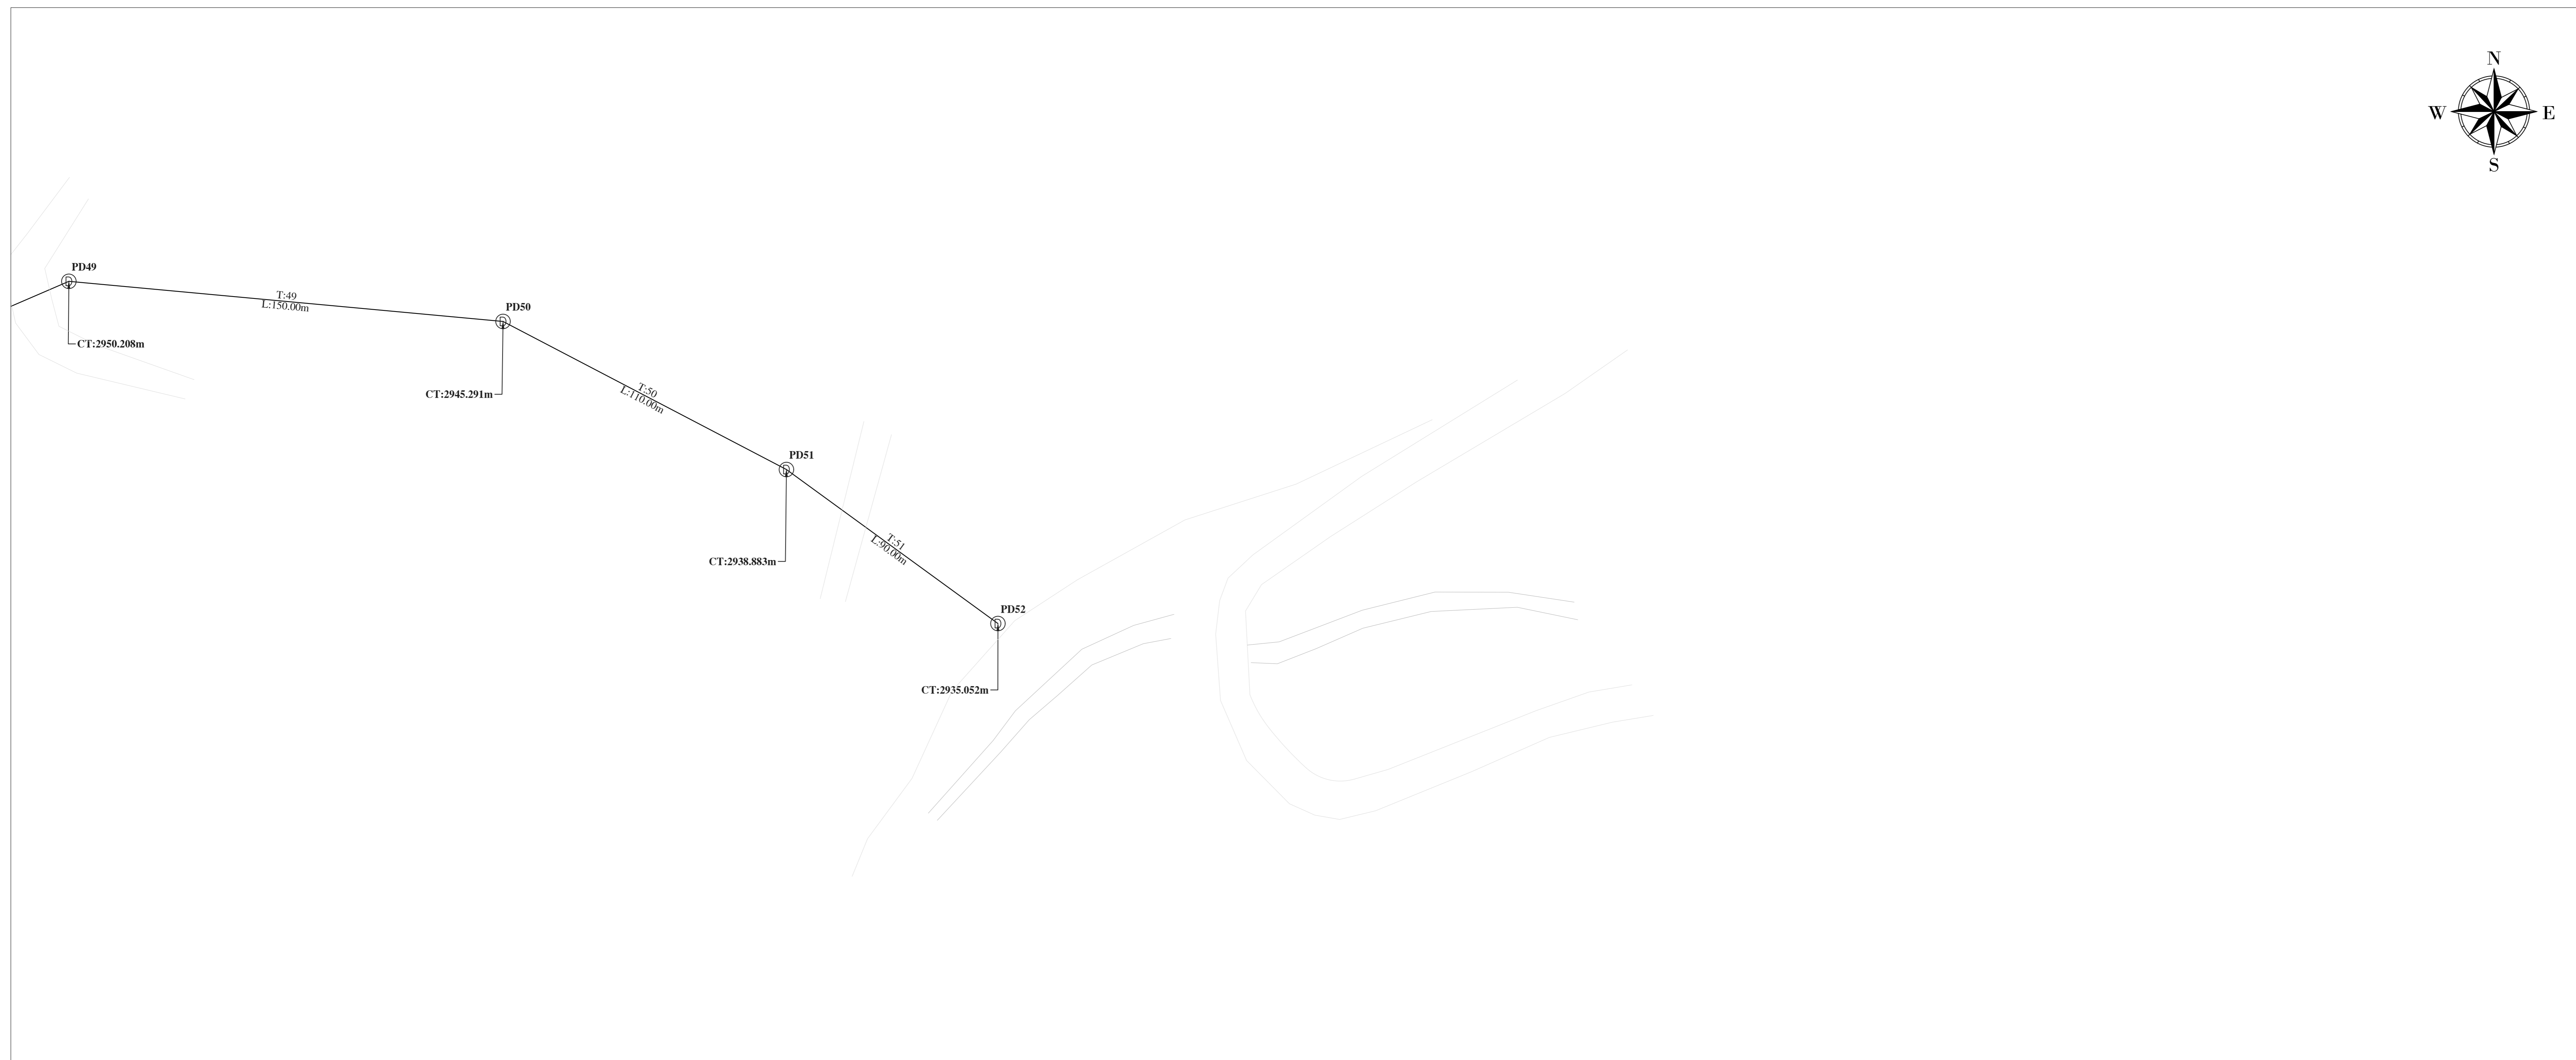 N
W E
S
PD49
T:49
L:150.00m
PD50
CT:2950.208m
CT:2945.291m
T:50
L:110.00m
PD51
CT:2938.883m
T:51
L:90.00m
PD52
CT:2935.052m